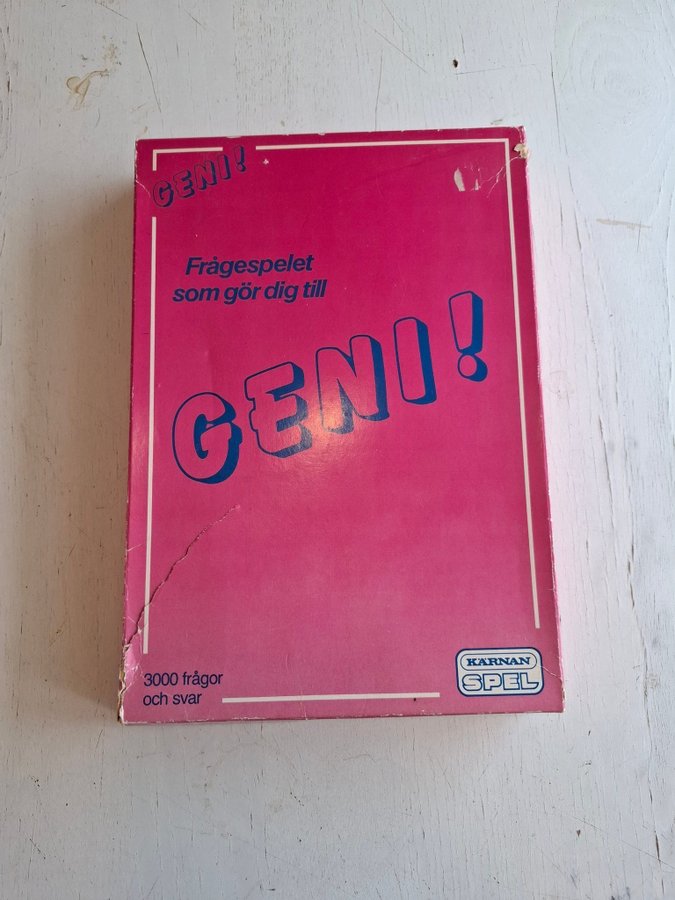 GENI!
Frågespelet
som gör dig till
GENI!
3000 frågor
och svar
KÄRNAN
SPEL